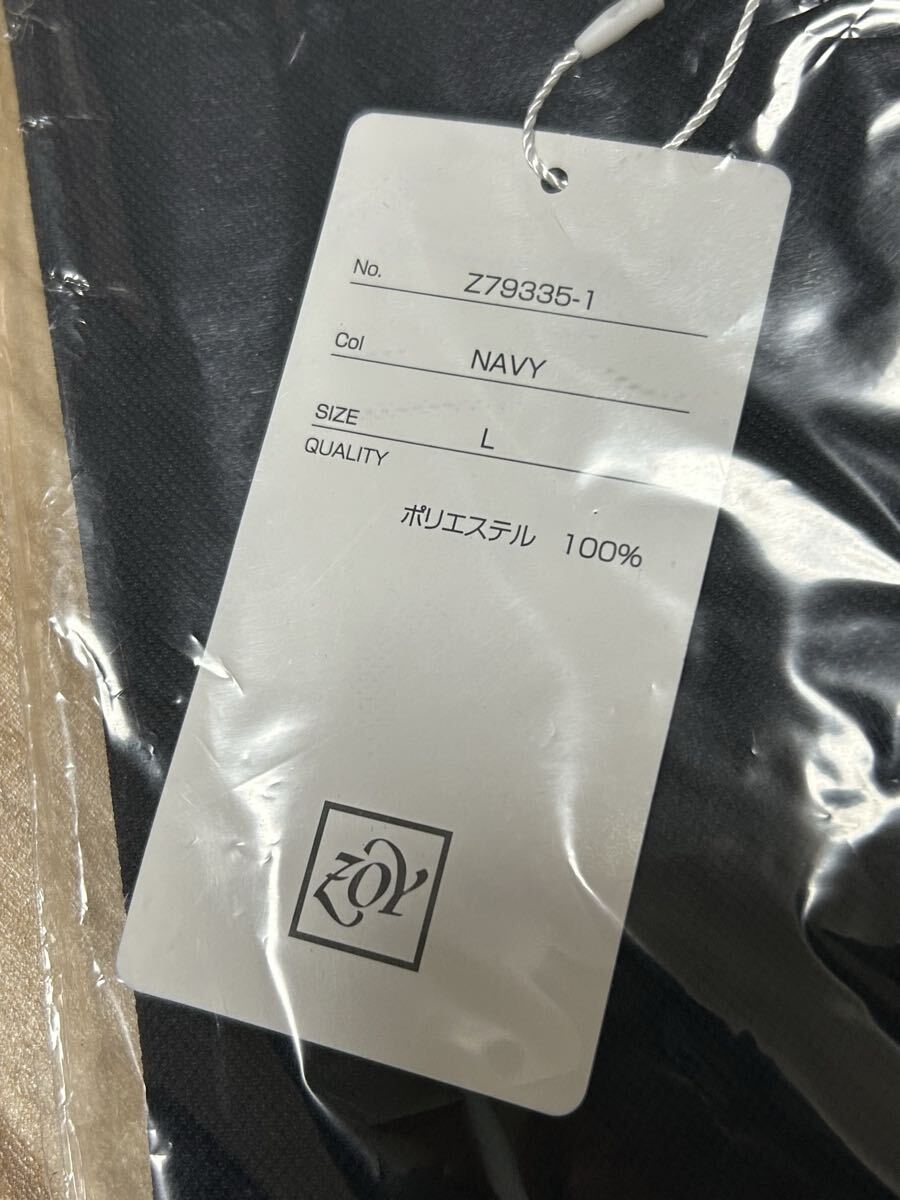 No. Z79335-1
Col NAVY
SIZE L
QUALITY
ポリエステル 100%
ZOY